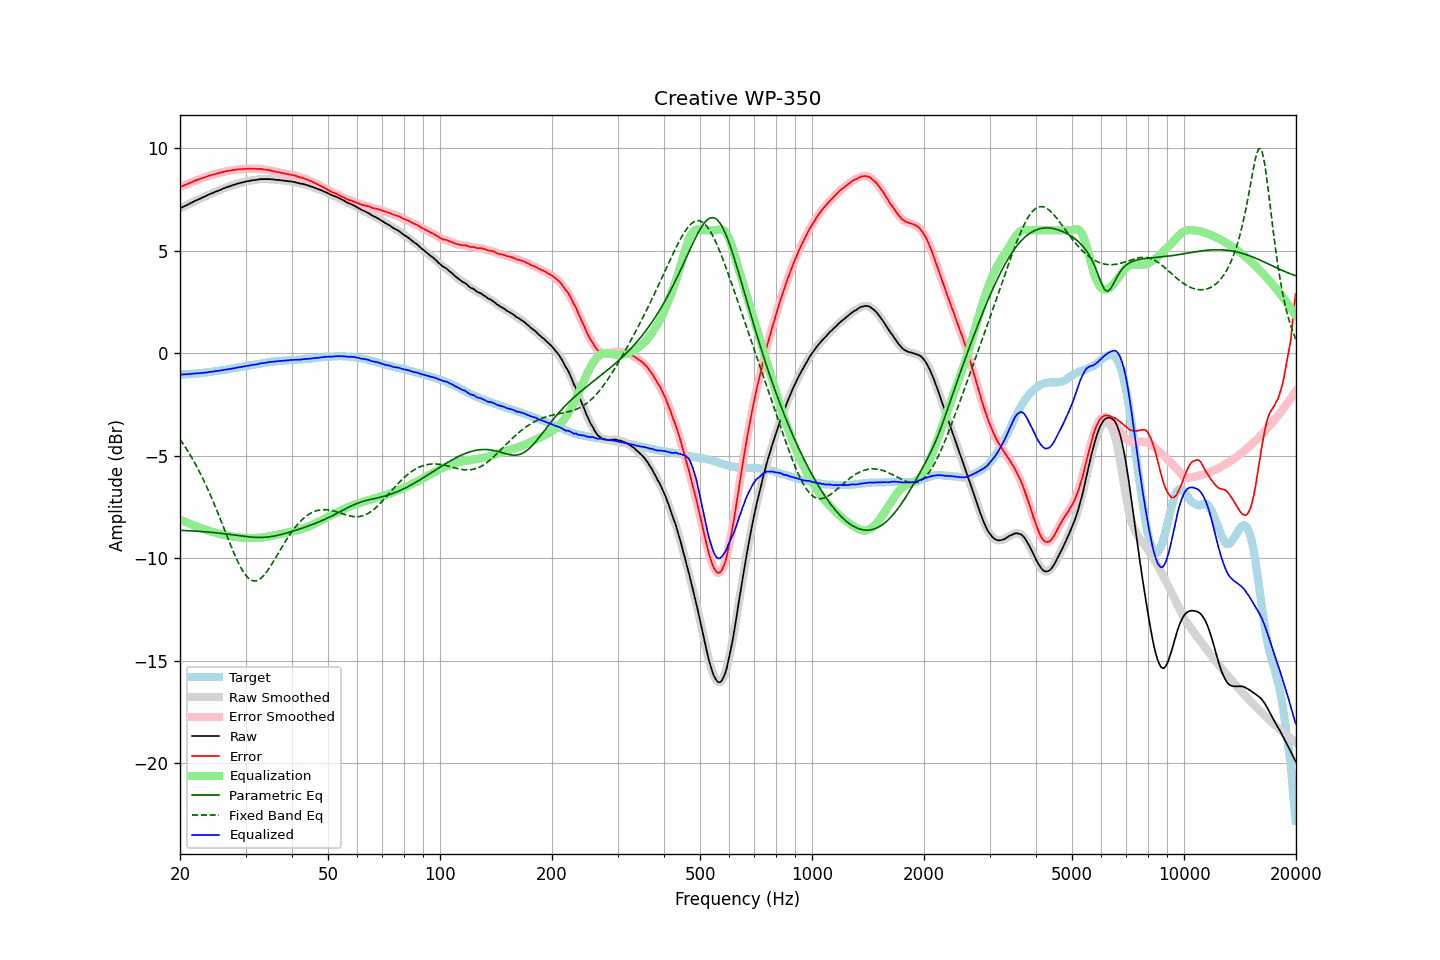 Creative WP-350
Amplitude (dBr)
10
5
0
−5
−10
−15
−20
Target
Raw Smoothed
Error Smoothed
Raw
Error
Equalization
Parametric Eq
Fixed Band Eq
Equalized
20 50 100 200 500 1000 2000 5000 10000 20000
Frequency (Hz)